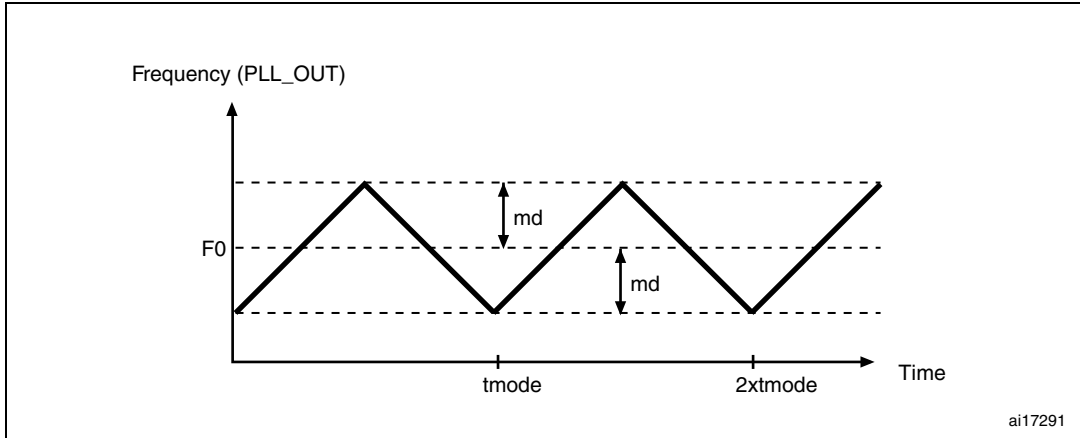 Frequency (PLL_OUT)
md
F0
md
tmode
2xtmode
Time
ai17291